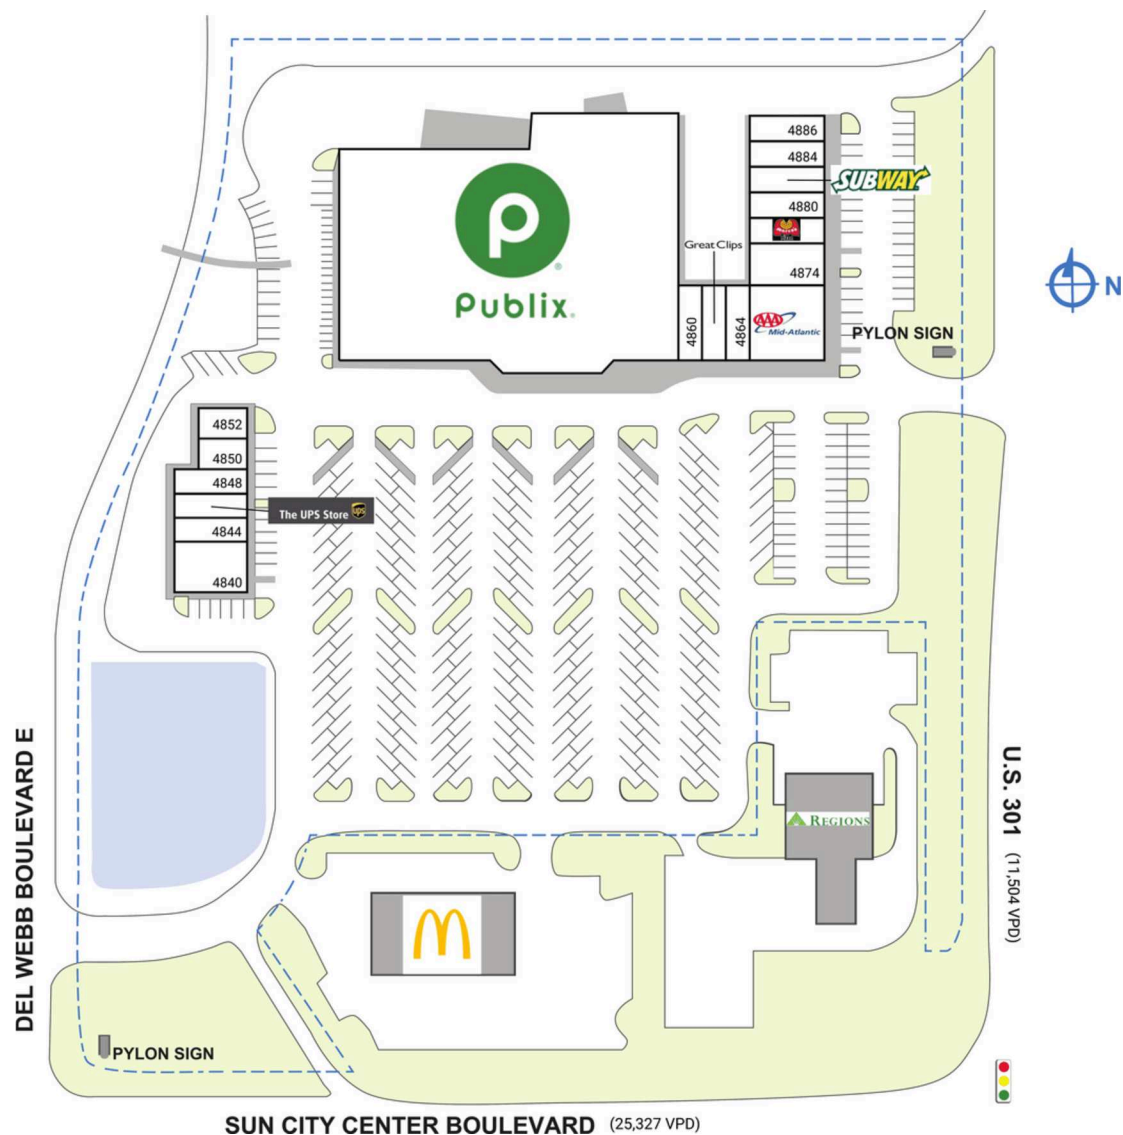 4886
4884
SUBWAY
4880
Great Clips
4874
N
Publix.
4860
4864
AAA
Mid-Atlantic
PYLON SIGN
4852
4850
4848
The UPS Store
ups
4844
4840
DEL WEBB BOULEVARD E
REGIONS
U.S. 301 (11,504 VPD)
PYLON SIGN
SUN CITY CENTER BOULEVARD (25,327 VPD)